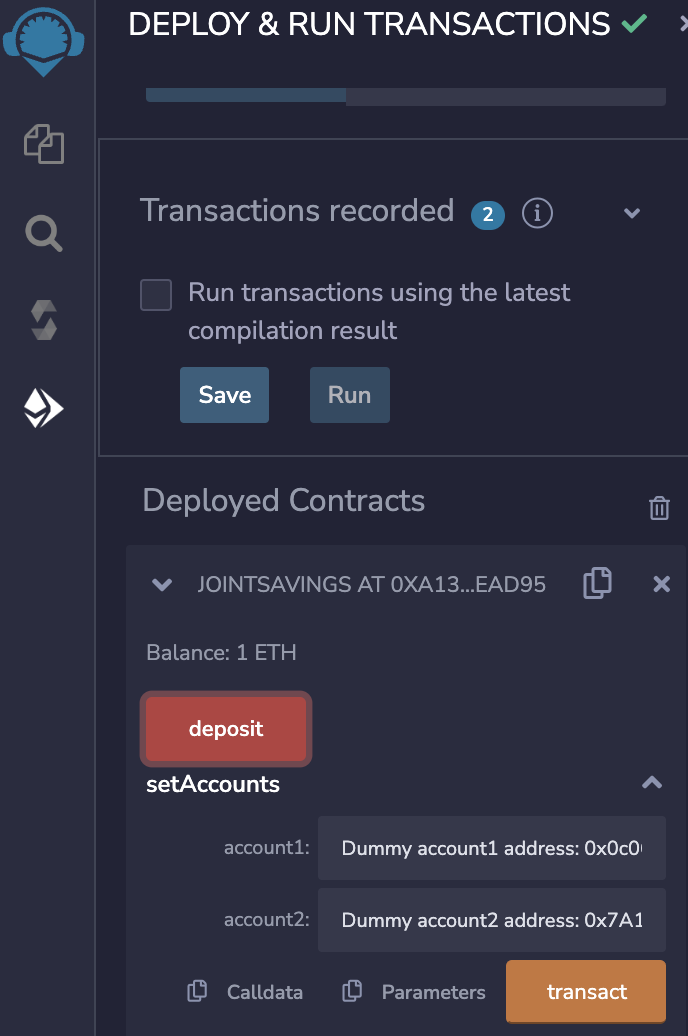 DEPLOY & RUN TRANSACTIONS
Transactions recorded 2 i
Run transactions using the latest
compilation result
Save Run
Deployed Contracts
JOINTSAVINGS AT 0XA13...EAD95
Balance: 1 ETH
deposit
setAccounts
account1: Dummy account1 address: 0x0c0
account2: Dummy account2 address: 0x7A1
Calldata Parameters transact